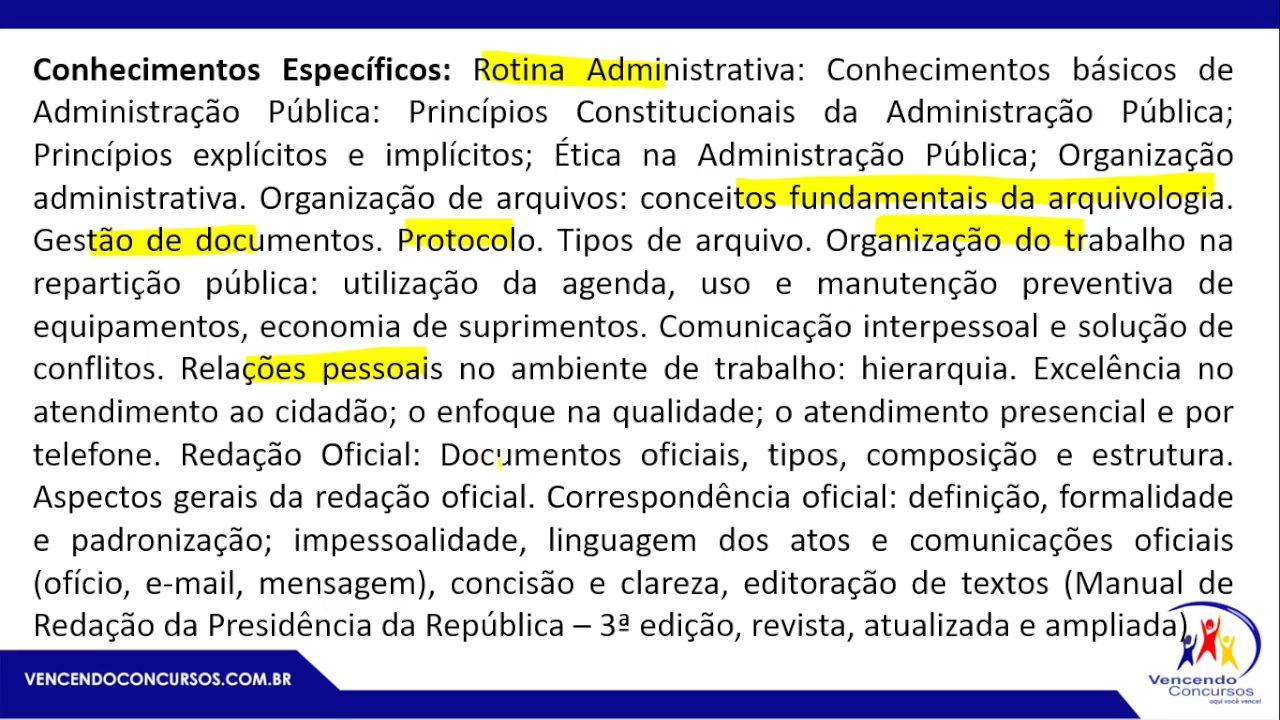 Conhecimentos Específicos: Rotina Administrativa: Conhecimentos básicos de
Administração Pública: Princípios Constitucionais da Administração Pública;
Princípios explícitos e implícitos; Ética na Administração Pública; Organização
administrativa. Organização de arquivos: conceitos fundamentais da arquivologia.
Gestão de documentos. Protocolo. Tipos de arquivo. Organização do trabalho na
repartição pública: utilização da agenda, uso e manutenção preventiva de
equipamentos, economia de suprimentos. Comunicação interpessoal e solução de
conflitos. Relações pessoais no ambiente de trabalho: hierarquia. Excelência no
atendimento ao cidadão; o enfoque na qualidade; o atendimento presencial e por
telefone. Redação Oficial: Documentos oficiais, tipos, composição e estrutura.
Aspectos gerais da redação oficial. Correspondência oficial: definição, formalidade
e padronização; impessoalidade, linguagem dos atos e comunicações oficiais
(ofício, e-mail, mensagem), concisão e clareza, editoração de textos (Manual de
Redação da Presidência da República – 3ª edição, revista, atualizada e ampliada)
VENCENDOCONCURSOS.COM.BR
Vencendo
Concursos
aqui você vence!